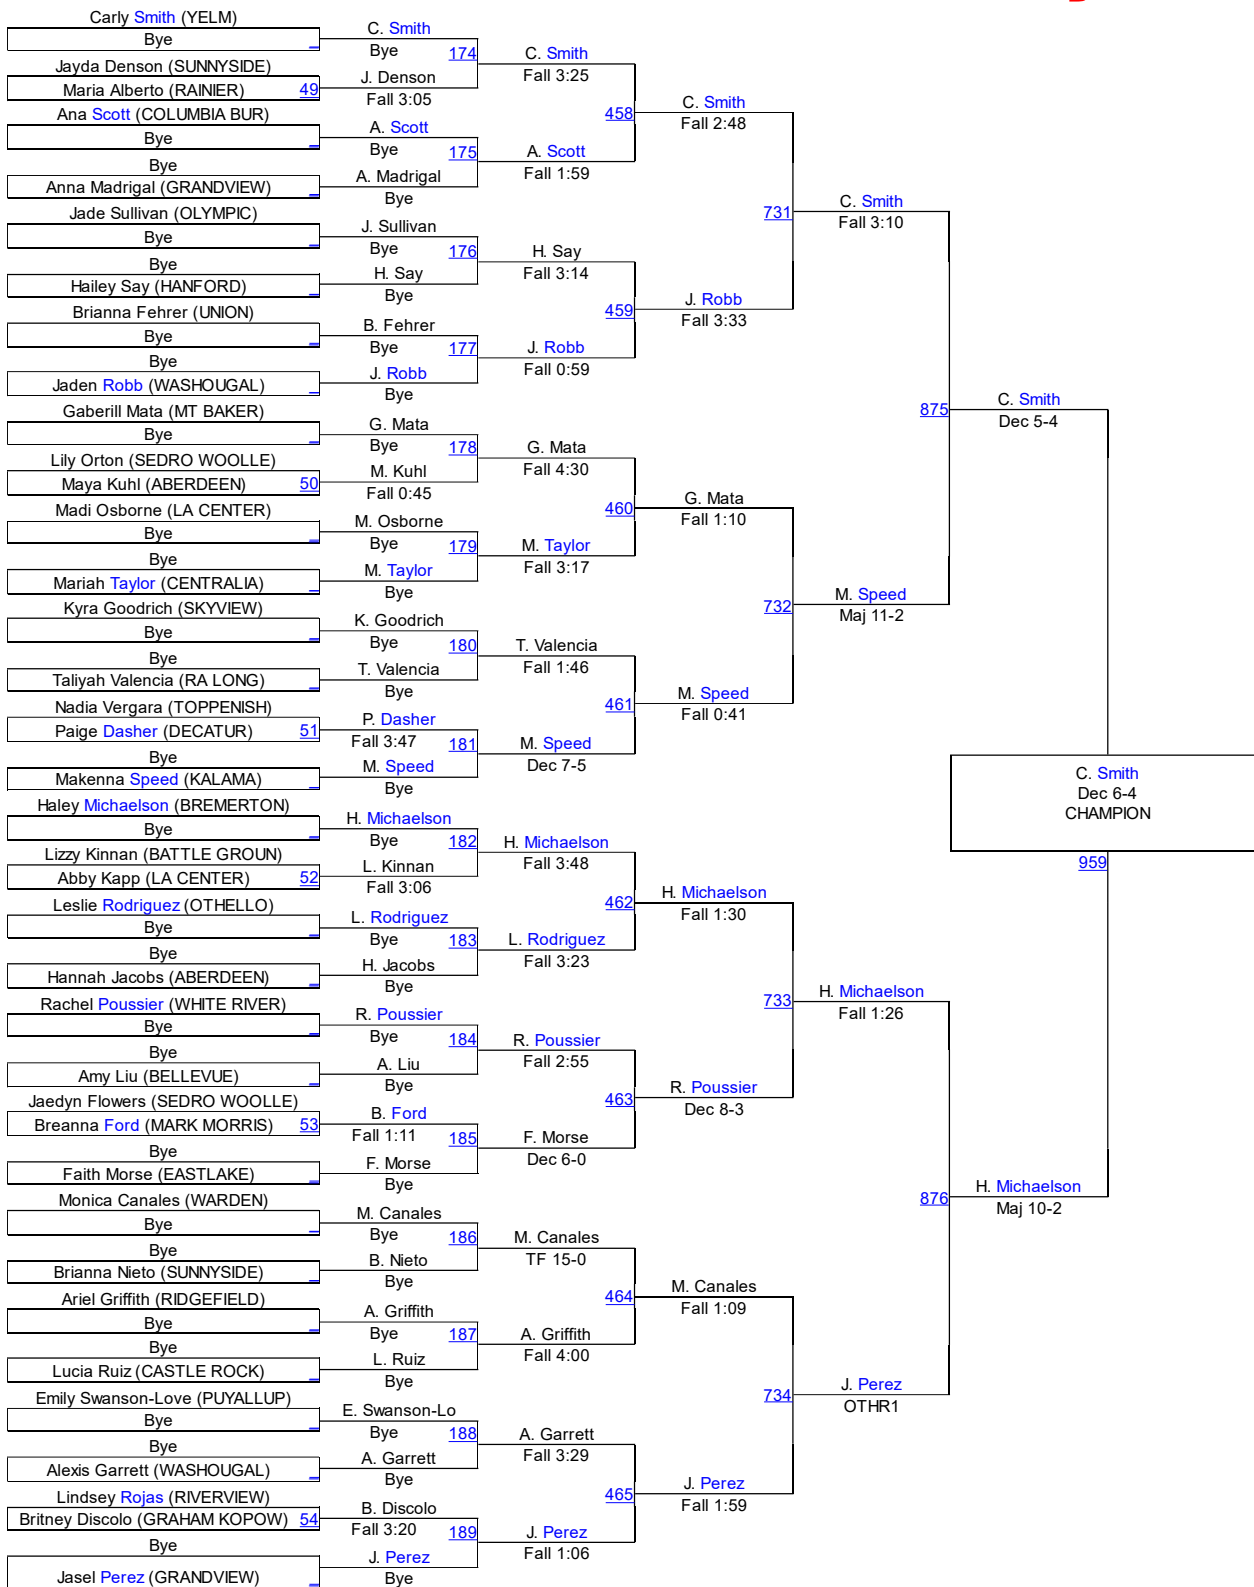 Carly Smith (YELM)
Bye
Jayda Denson (SUNNYSIDE)
Maria Alberto (RAINIER) 49
Ana Scott (COLUMBIA BUR)
Bye
Bye
Anna Madrigal (GRANDVIEW)
Jade Sullivan (OLYMPIC)
Bye
Bye
Hailey Say (HANFORD)
Brianna Fehrer (UNION)
Bye
Bye
Jaden Robb (WASHOUGAL)
Gaberill Mata (MT BAKER)
Bye
Lily Orton (SEDRO WOOLLE)
Maya Kuhl (ABERDEEN) 50
Madi Osborne (LA CENTER)
Bye
Bye
Mariah Taylor (CENTRALIA)
Kyra Goodrich (SKYVIEW)
Bye
Bye
Taliyah Valencia (RA LONG)
Nadia Vergara (TOPPENISH)
Paige Dasher (DECATUR) 51
Bye
Makenna Speed (KALAMA)
Haley Michaelson (BREMERTON)
Bye
Lizzy Kinnan (BATTLE GROUN)
Abby Kapp (LA CENTER) 52
Leslie Rodriguez (OTHELLO)
Bye
Bye
Hannah Jacobs (ABERDEEN)
Rachel Poussier (WHITE RIVER)
Bye
Bye
Amy Liu (BELLEVUE)
Jaedyn Flowers (SEDRO WOOLLE)
Breanna Ford (MARK MORRIS) 53
Bye
Faith Morse (EASTLAKE)
Monica Canales (WARDEN)
Bye
Bye
Brianna Nieto (SUNNYSIDE)
Ariel Griffith (RIDGEFIELD)
Bye
Bye
Lucia Ruiz (CASTLE ROCK)
Emily Swanson-Love (PUYALLUP)
Bye
Bye
Alexis Garrett (WASHOUGAL)
Lindsey Rojas (RIVERVIEW)
Britney Discolo (GRAHAM KOPOW) 54
Bye
Jasel Perez (GRANDVIEW)
C. Smith
Bye 174
J. Denson
Fall 3:05
A. Scott
Bye 175
A. Madrigal
Bye
J. Sullivan
Bye 176
H. Say
Bye
B. Fehrer
Bye 177
J. Robb
Bye
G. Mata
Bye 178
M. Kuhl
Fall 0:45
M. Osborne
Bye 179
M. Taylor
Bye
K. Goodrich
Bye 180
T. Valencia
Bye
P. Dasher
Fall 3:47 181
M. Speed
Bye
H. Michaelson
Bye 182
L. Kinnan
Fall 3:06
L. Rodriguez
Bye 183
H. Jacobs
Bye
R. Poussier
Bye 184
A. Liu
Bye
B. Ford
Fall 1:11 185
F. Morse
Bye
M. Canales
Bye 186
B. Nieto
Bye
A. Griffith
Bye 187
L. Ruiz
Bye
E. Swanson-Lo
Bye 188
A. Garrett
Bye
B. Discolo
Fall 3:20 189
J. Perez
Bye
C. Smith
Fall 3:25
458
A. Scott
Fall 1:59
H. Say
Fall 3:14
459
J. Robb
Fall 0:59
G. Mata
Fall 4:30
460
M. Taylor
Fall 3:17
T. Valencia
Fall 1:46
461
M. Speed
Dec 7-5
H. Michaelson
Fall 3:48
462
L. Rodriguez
Fall 3:23
R. Poussier
Fall 2:55
463
F. Morse
Dec 6-0
M. Canales
TF 15-0
464
A. Griffith
Fall 4:00
A. Garrett
Fall 3:29
465
J. Perez
Fall 1:06
C. Smith
Fall 2:48
731
J. Robb
Fall 3:33
G. Mata
Fall 1:10
732
M. Speed
Fall 0:41
H. Michaelson
Fall 1:30
733
R. Poussier
Dec 8-3
M. Canales
Fall 1:09
734
J. Perez
Fall 1:59
C. Smith
Fall 3:10
875
M. Speed
Maj 11-2
H. Michaelson
Fall 1:26
876
J. Perez
OTHR1
C. Smith
Dec 5-4
C. Smith
Dec 6-4
CHAMPION
959
H. Michaelson
Maj 10-2